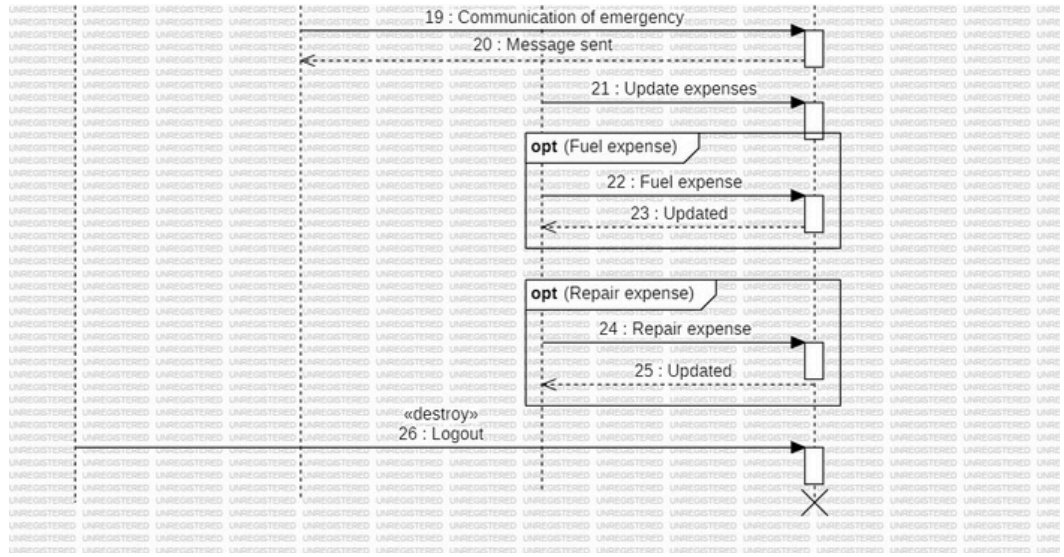 19 : Communication of emergency
20 : Message sent
21 : Update expenses
opt (Fuel expense)
22 : Fuel expense
23 : Updated
opt (Repair expense)
24 : Repair expense
25 : Updated
«destroy»
26 : Logout
UNREGISTERED